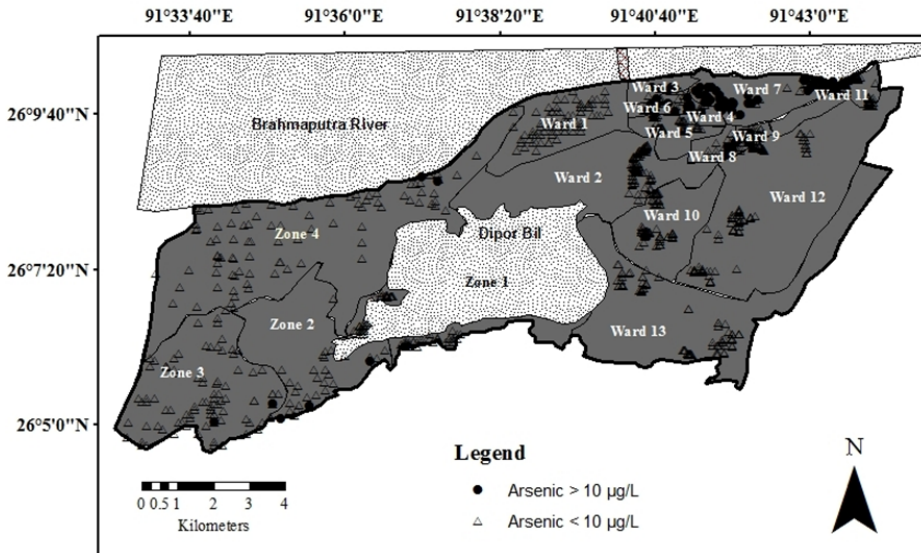 91°33'40"E 91°36'0"E 91°38'20"E 91°40'40"E 91°43'0"E
26°9'40"N
26°7'20"N
26°5'0"N
Brahmaputra River
Ward 3
Ward 7
Ward 11
Ward 6
Ward 4
Ward 1
Ward 5
Ward 9
Ward 8
Ward 2
Ward 12
Ward 10
Zone 4
Dipor Bil
Zone 1
Zone 2
Ward 13
Zone 3
Legend
Arsenic > 10 µg/L
Arsenic < 10 µg/L
0 0.5 1 2 3 4
Kilometers
N